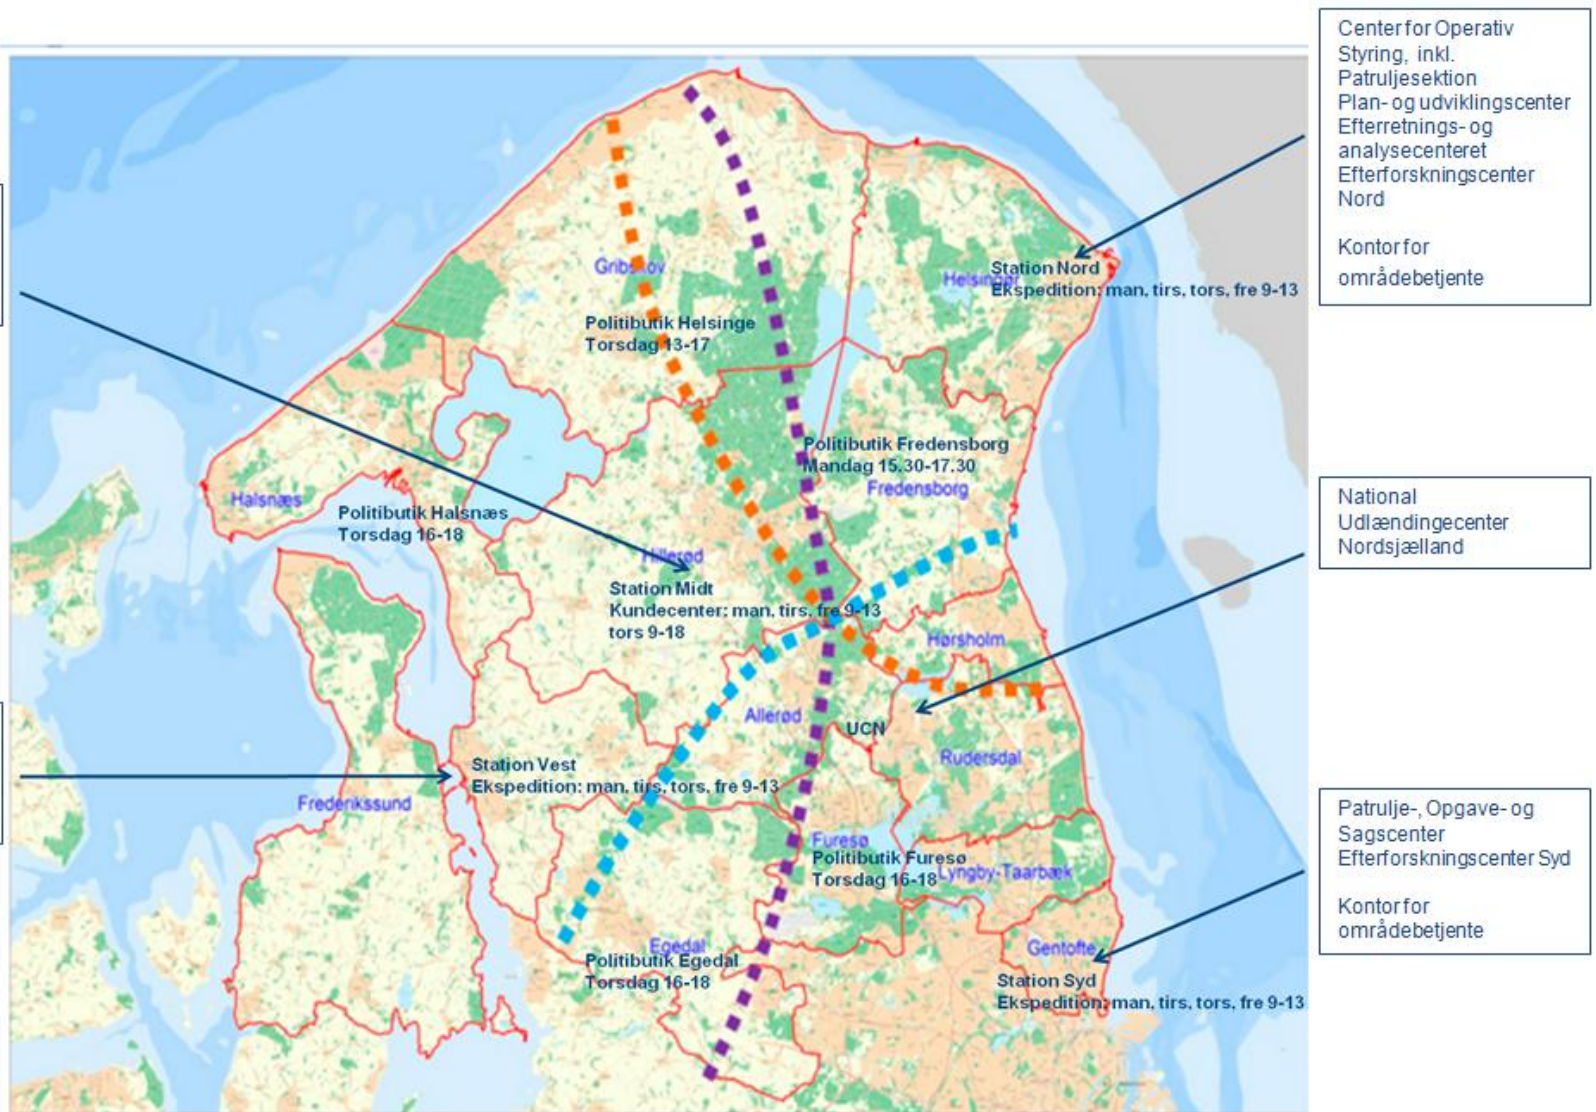 Center for Operativ
Styring, inkl.
Patruljesektion
Plan- og udviklingscenter
Efterretnings- og
analysecenteret
Efterforskningscenter
Nord
Kontor for
områdebetjente
Gribskov
Helsingør
Station Nord
Ekspedition: man, tirs, tors, fre 9-13
Politibutik Helsinge
Torsdag 13-17
Politibutik Fredensborg
Mandag 15.30-17.30
Fredensborg
Halsnæs
Politibutik Halsnæs
Torsdag 16-18
National
Udlændingecenter
Nordsjælland
Hillerød
Station Midt
Kundecenter: man, tirs, fre 9-13
tors 9-18
Hørsholm
Allerød
UCN
Rudersdal
Station Vest
Ekspedition: man, tirs, tors, fre 9-13
Frederikssund
Furesø
Politibutik Furesø
Torsdag 16-18
Lyngby-Taarbæk
Patrulje-, Opgave- og
Sagscenter
Efterforskningscenter Syd
Kontor for
områdebetjente
Egedal
Politibutik Egedal
Torsdag 16-18
Gentofte
Station Syd
Ekspedition: man, tirs, tors, fre 9-13